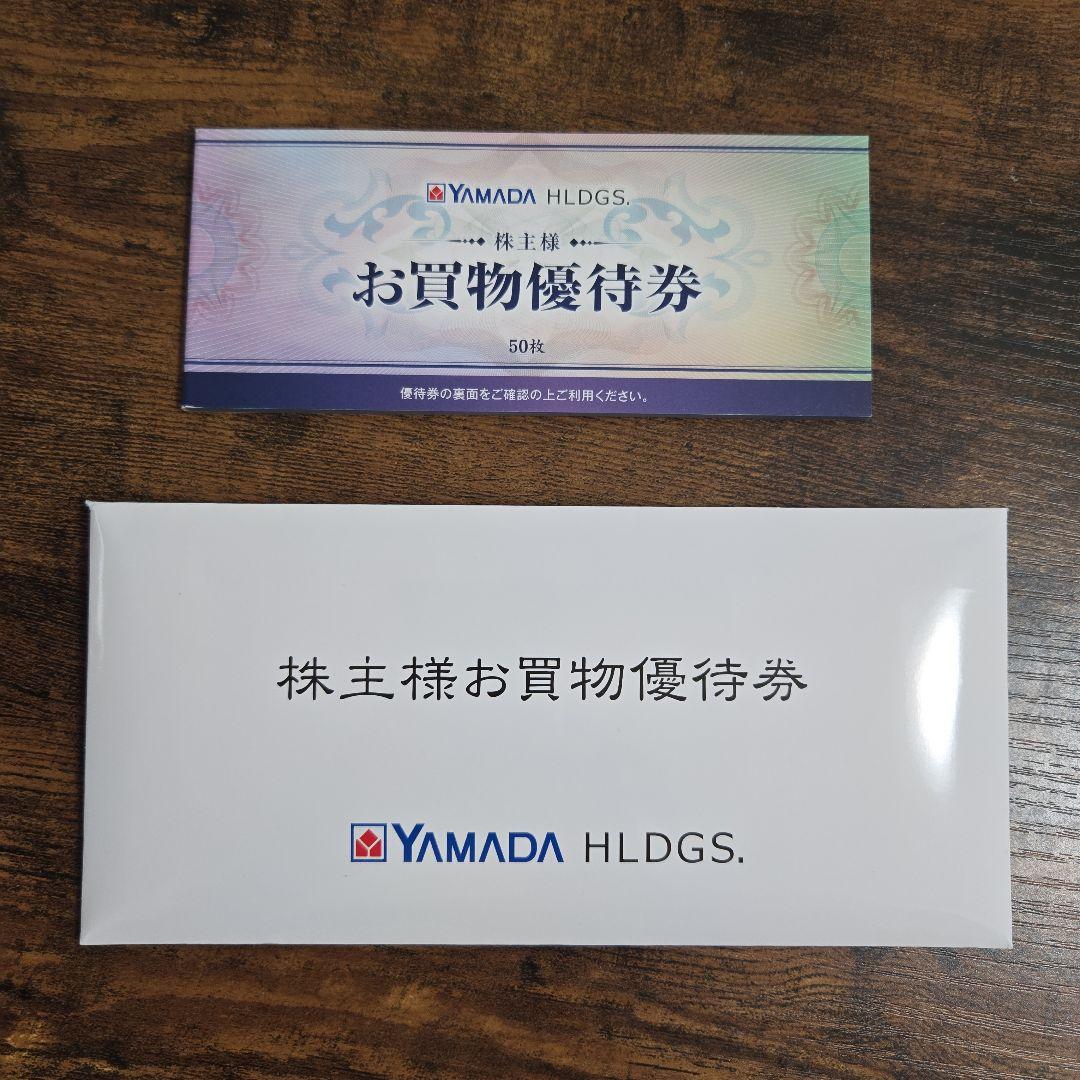 YAMADA HLDGS.
株主様
お買物優待券
50枚
優待券の裏面をご確認の上ご利用ください。
株主様お買物優待券
YAMADA HLDGS.